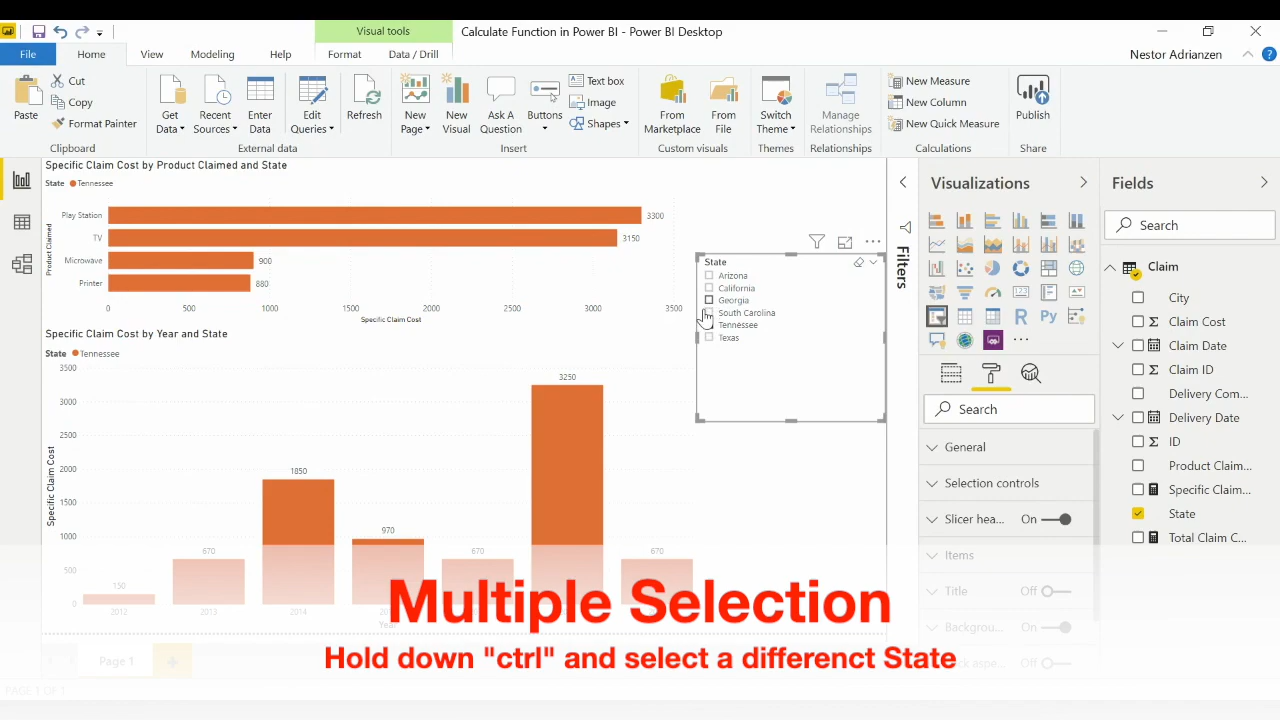 Visual tools
Calculate Function in Power BI - Power BI Desktop
File
Home
View
Modeling
Help
Format
Data / Drill
Nestor Adrianzen
Paste
Cut
Copy
Format Painter
Clipboard
Get Data
Recent Sources
Enter Data
Edit Queries
Refresh
External data
New Page
New Visual
Ask A Question
Buttons
Text box
Image
Shapes
Insert
From Marketplace
From File
Custom visuals
Switch Theme
Themes
Manage Relationships
Relationships
New Measure
New Column
New Quick Measure
Calculations
Publish
Share
Specific Claim Cost by Product Claimed and State
State Tennessee
Product Claimed
Play Station 3300
TV 3150
Microwave 900
Printer 880
0 500 1000 1500 2000 2500 3000 3500
Specific Claim Cost
Specific Claim Cost by Year and State
State Tennessee
Specific Claim Cost
3500
3000
2500
2000
1500
1000
500
0
150
670
1850
970
670
3250
670
2012
2013
2014
Year
State
Arizona
California
Georgia
South Carolina
Tennessee
Texas
Filters
Visualizations
R
Py
123
Search
General
Selection controls
Slicer hea... On
Items
Title Off
Backgrou... On
Off
Fields
Search
Claim
City
Claim Cost
Claim Date
Claim ID
Delivery Com...
Delivery Date
ID
Product Claim...
Specific Claim...
State
Total Claim C...
Page 1
PAGE 1 OF 1
Multiple Selection
Hold down "ctrl" and select a differenct State